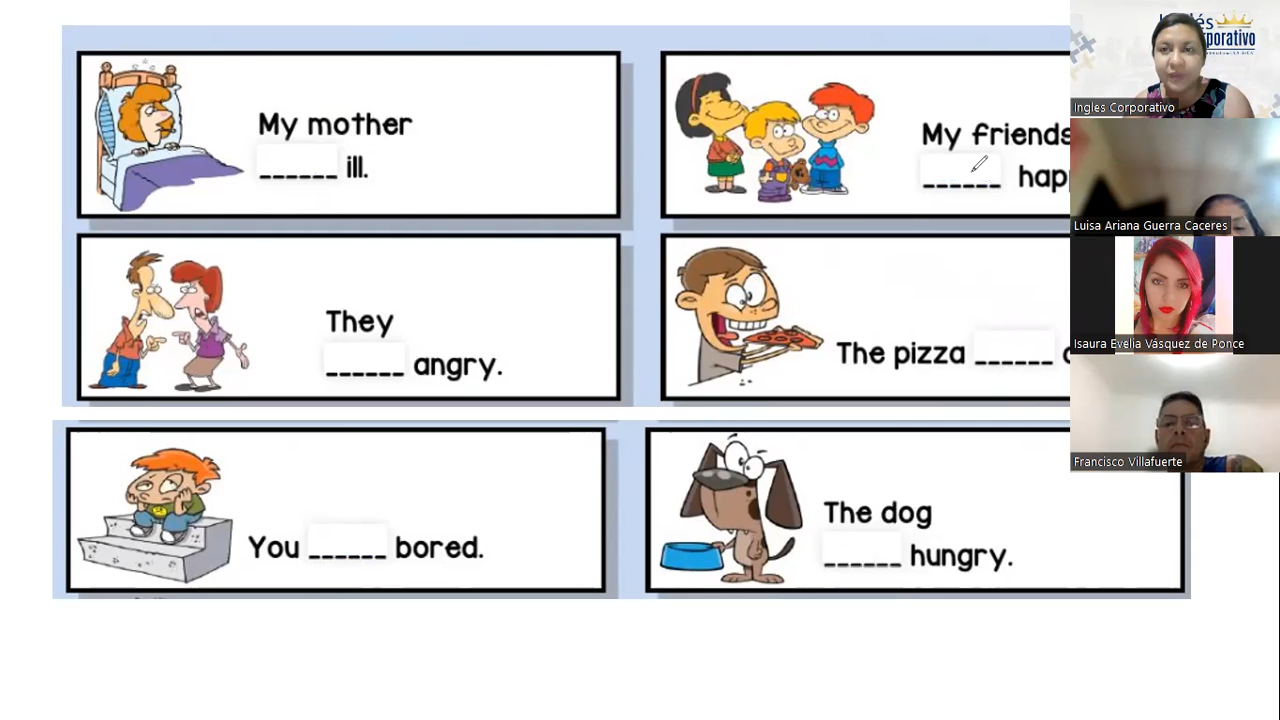 My mother
______ ill.
My friends
______
They
______ angry.
The pizza ______
You ______ bored.
The dog
______ hungry.
Ingles Corporativo
Luisa Ariana Guerra Caceres
Isaura Evelia Vásquez de Ponce
Francisco Villafuerte